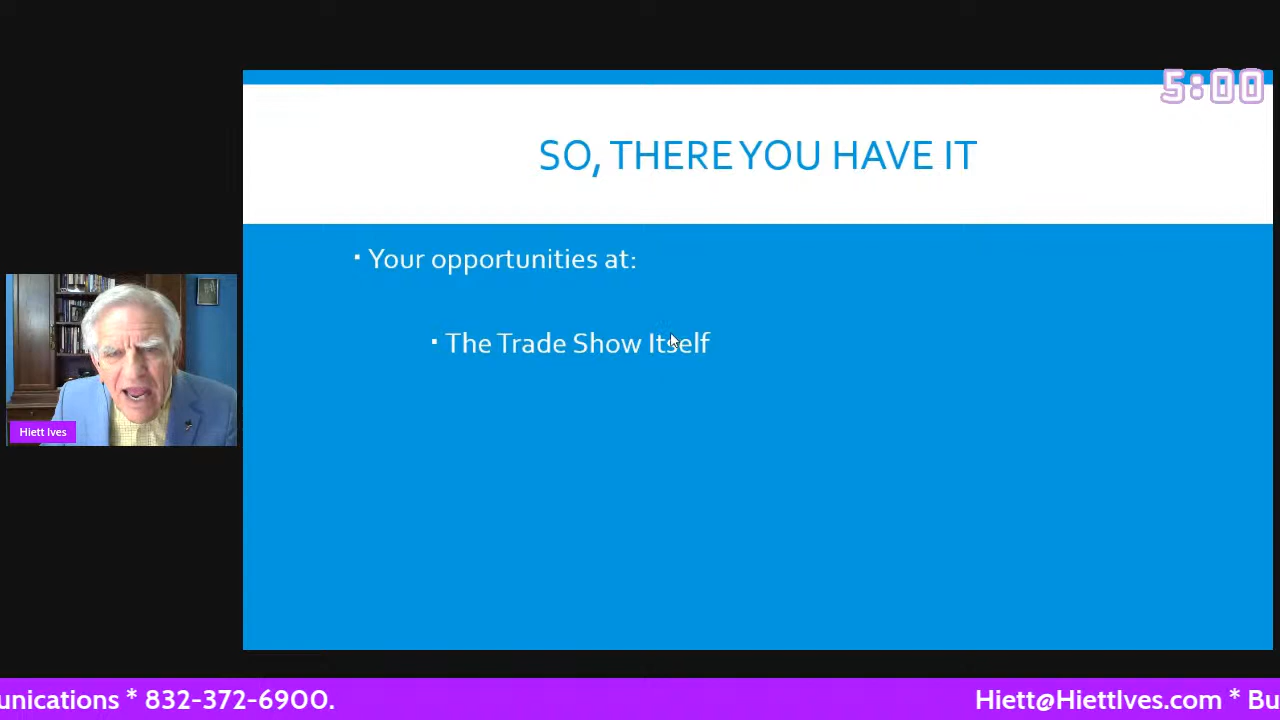 5:00
SO, THERE YOU HAVE IT
▪ Your opportunities at:
▪ The Trade Show Itself
Hiett Ives
unications * 832-372-6900. Hiett@HiettIves.com * Bu